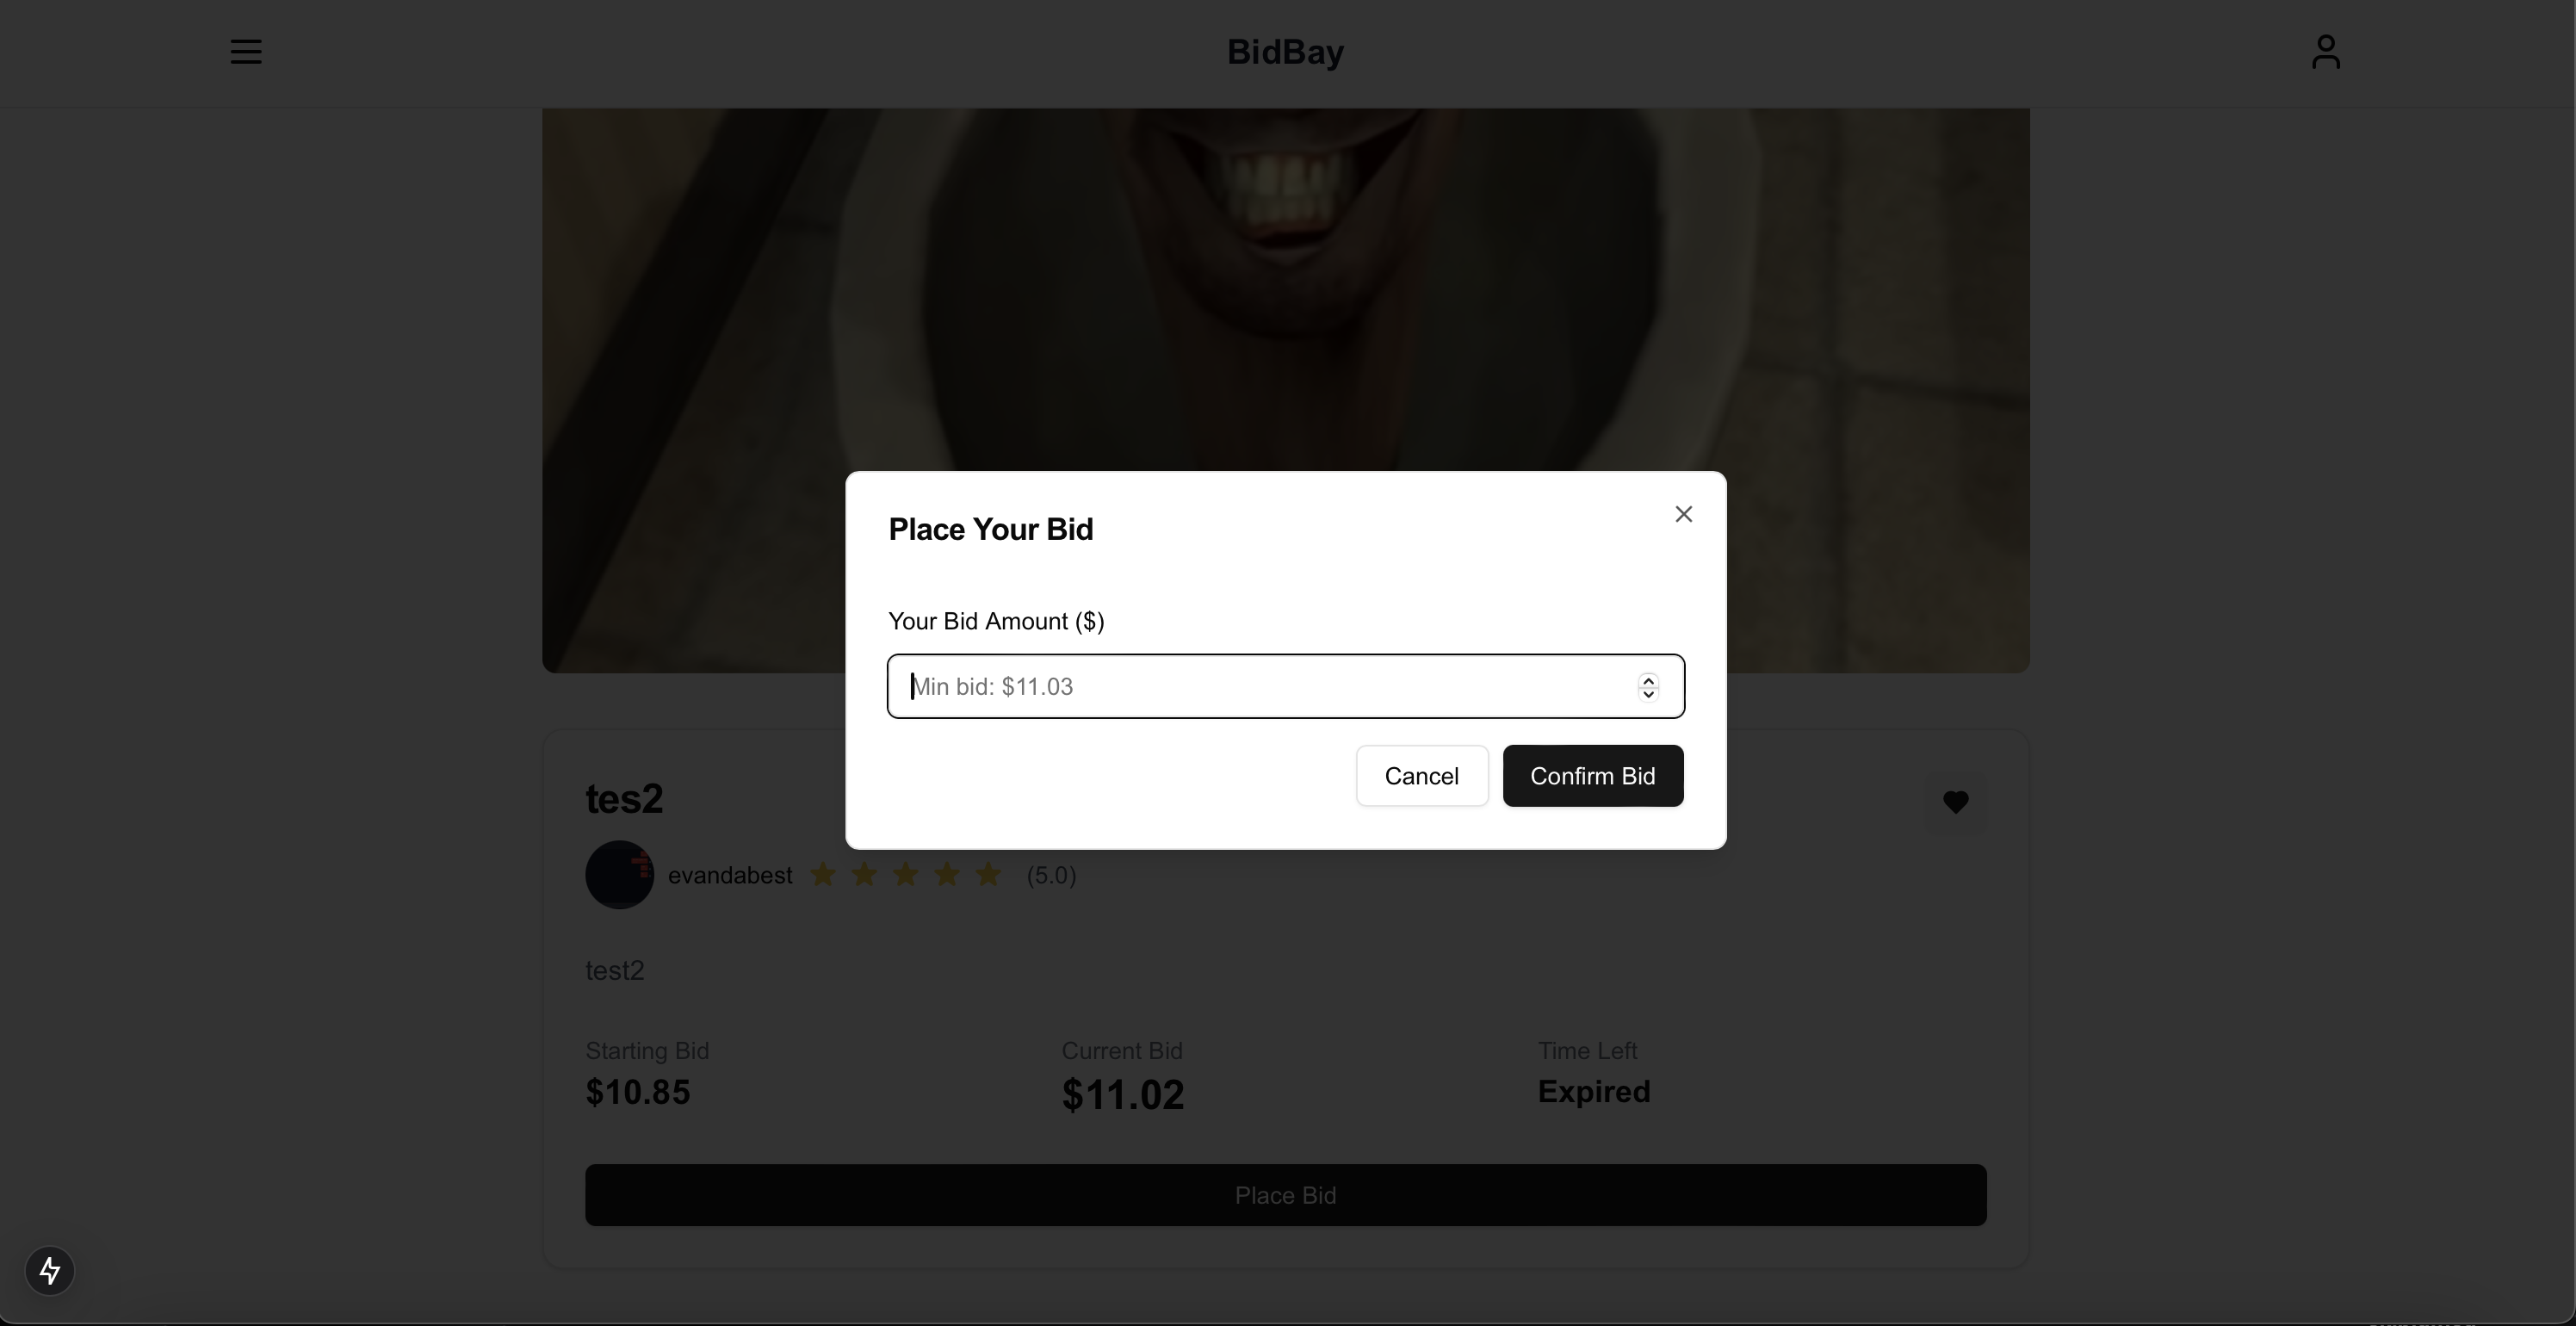 BidBay
Place Your Bid
Your Bid Amount ($)
Min bid: $11.03
Cancel
Confirm Bid
tes2
evandabest
(5.0)
test2
Starting Bid
Current Bid
Time Left
$10.85
$11.02
Expired
Place Bid